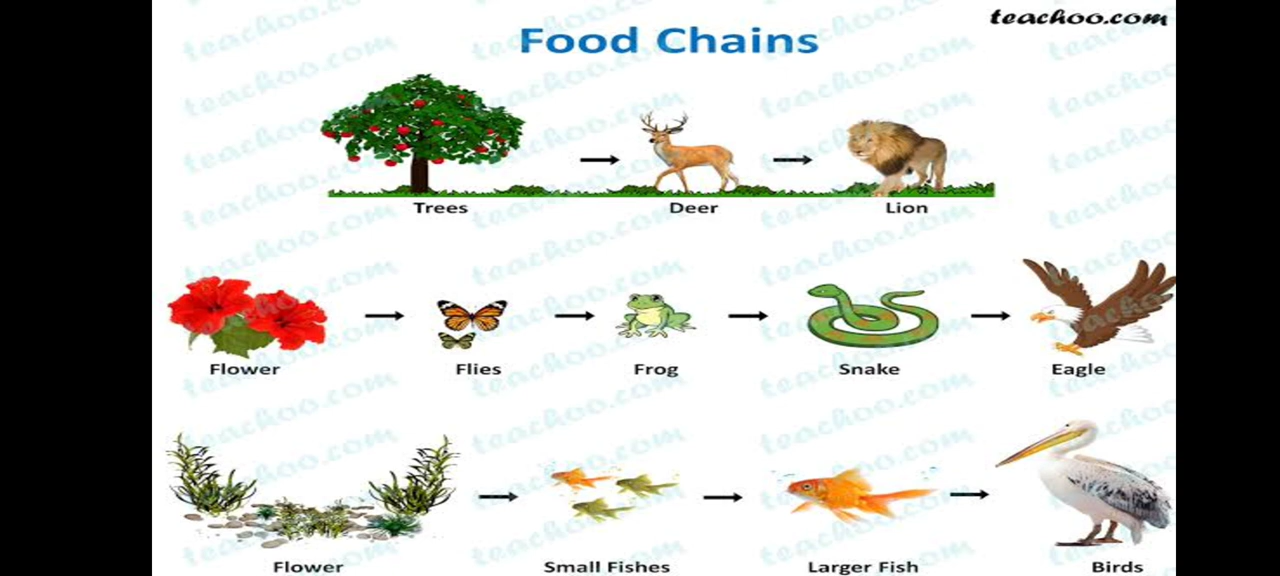 teachoo.com
Food Chains
Trees Deer Lion
Flower Flies Frog Snake Eagle
Flower Small Fishes Larger Fish Birds